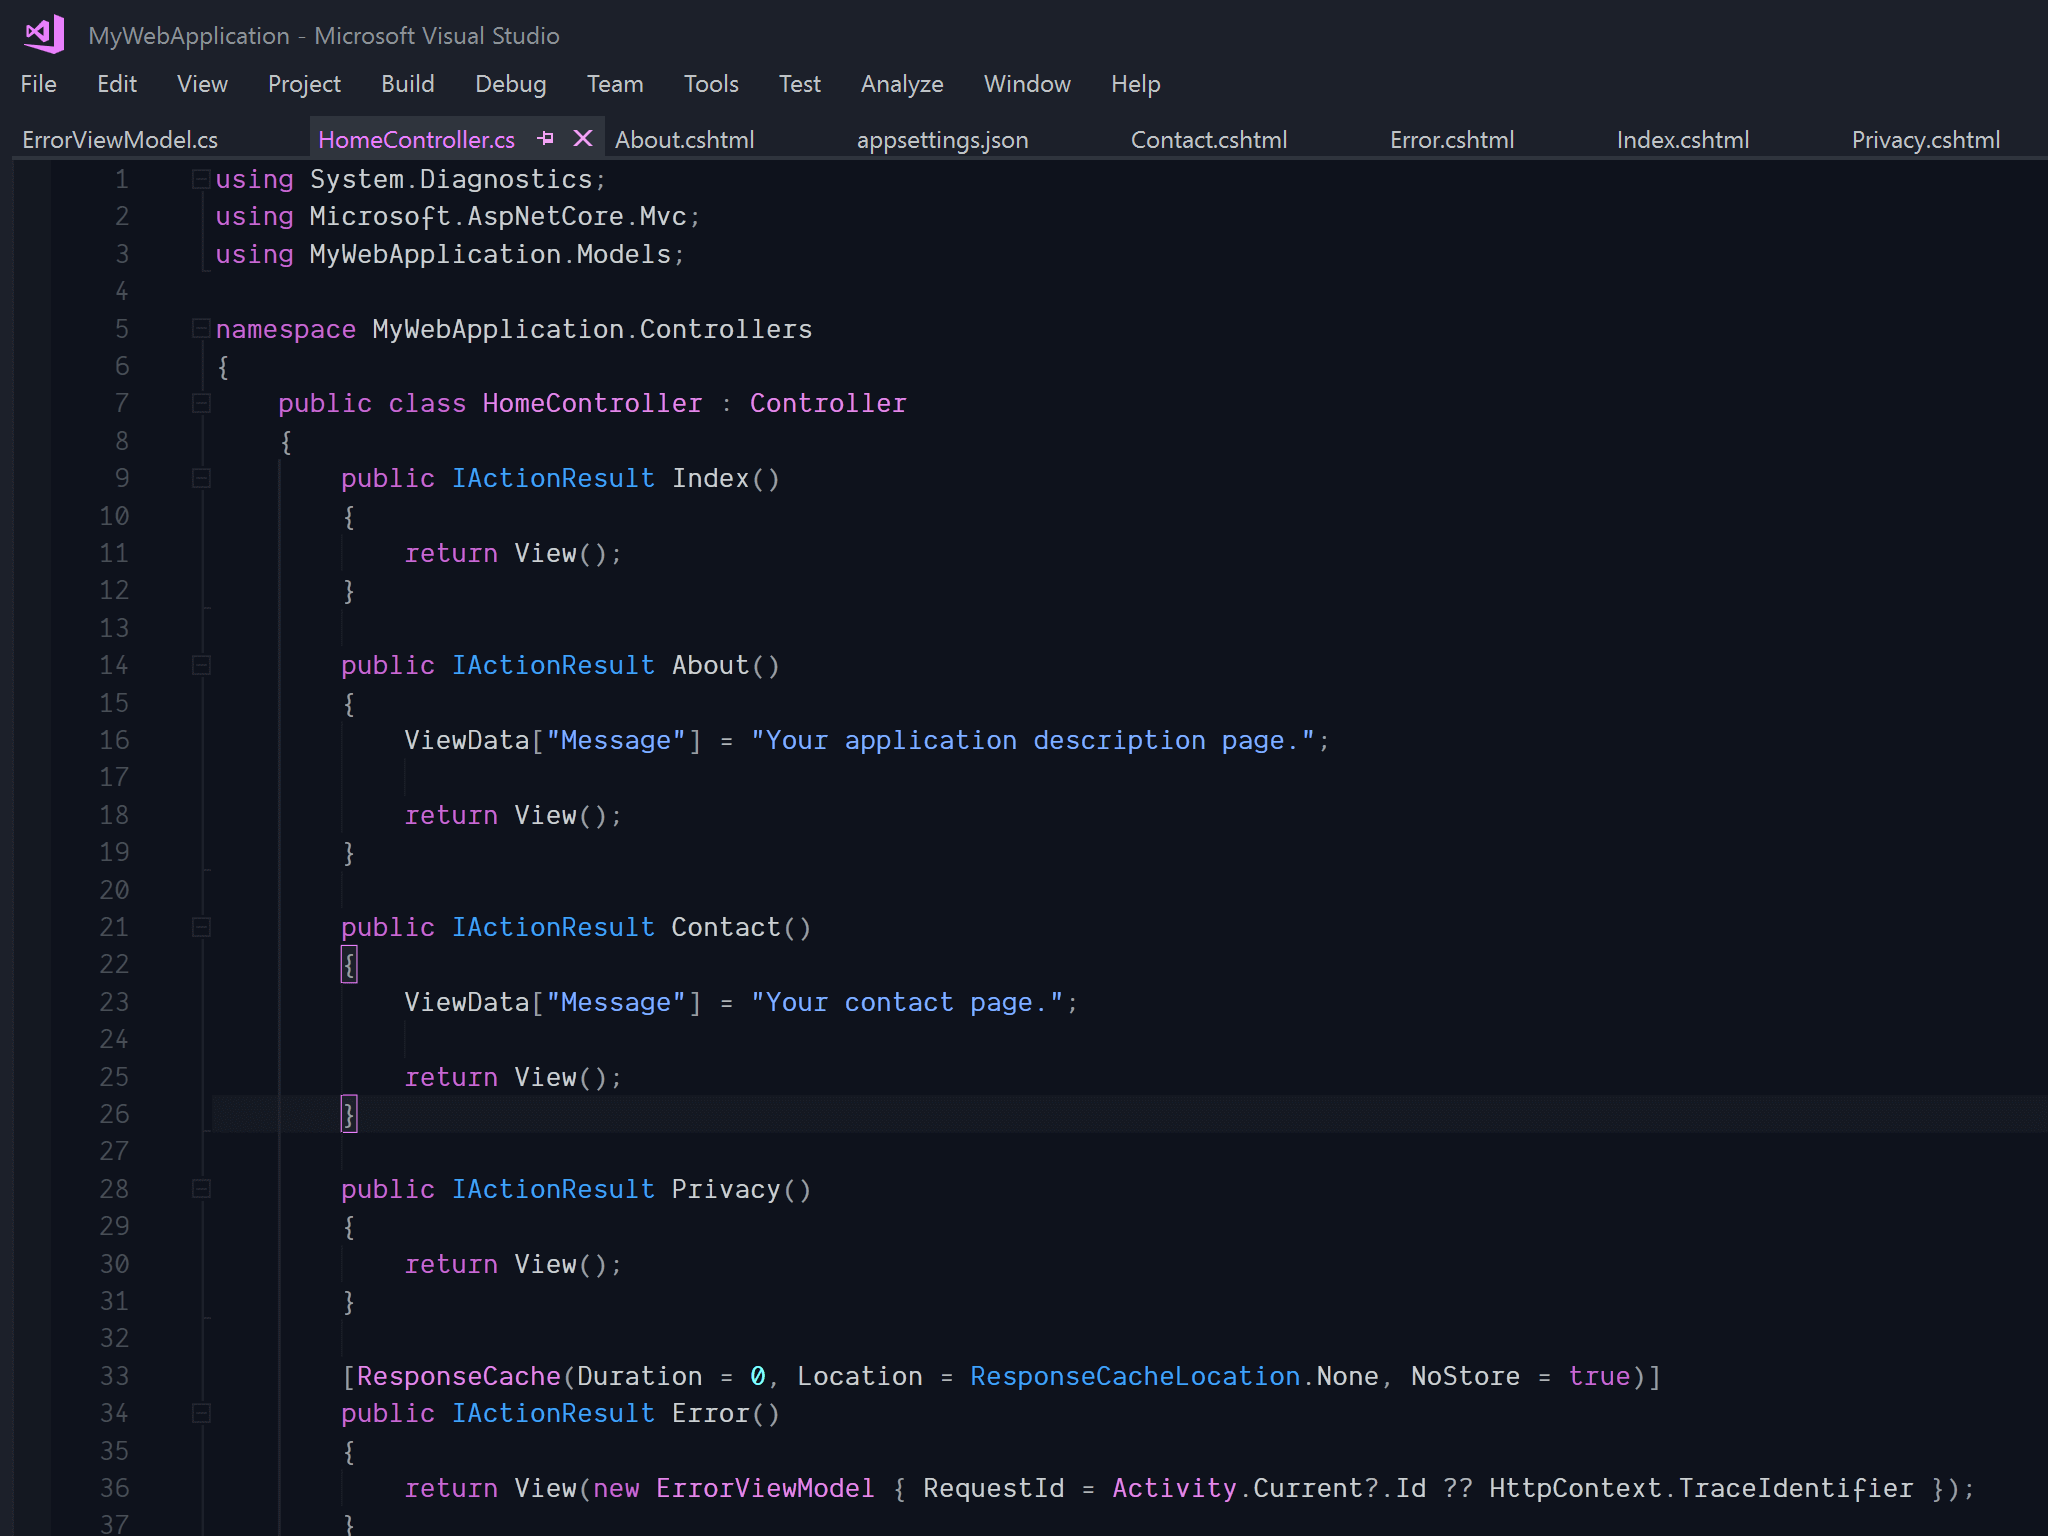 MyWebApplication - Microsoft Visual Studio
File Edit View Project Build Debug Team Tools Test Analyze Window Help
ErrorViewModel.cs HomeController.cs About.cshtml appsettings.json Contact.cshtml Error.cshtml Index.cshtml Privacy.cshtml
1 using System.Diagnostics;
2 using Microsoft.AspNetCore.Mvc;
3 using MyWebApplication.Models;
4
5 namespace MyWebApplication.Controllers
6 {
7     public class HomeController : Controller
8     {
9         public IActionResult Index()
10         {
11             return View();
12         }
13
14         public IActionResult About()
15         {
16             ViewData["Message"] = "Your application description page.";
17
18             return View();
19         }
20
21         public IActionResult Contact()
22         {
23             ViewData["Message"] = "Your contact page.";
24
25             return View();
26         }
27
28         public IActionResult Privacy()
29         {
30             return View();
31         }
32
33         [ResponseCache(Duration = 0, Location = ResponseCacheLocation.None, NoStore = true)]
34         public IActionResult Error()
35         {
36             return View(new ErrorViewModel { RequestId = Activity.Current?.Id ?? HttpContext.TraceIdentifier });
37         }